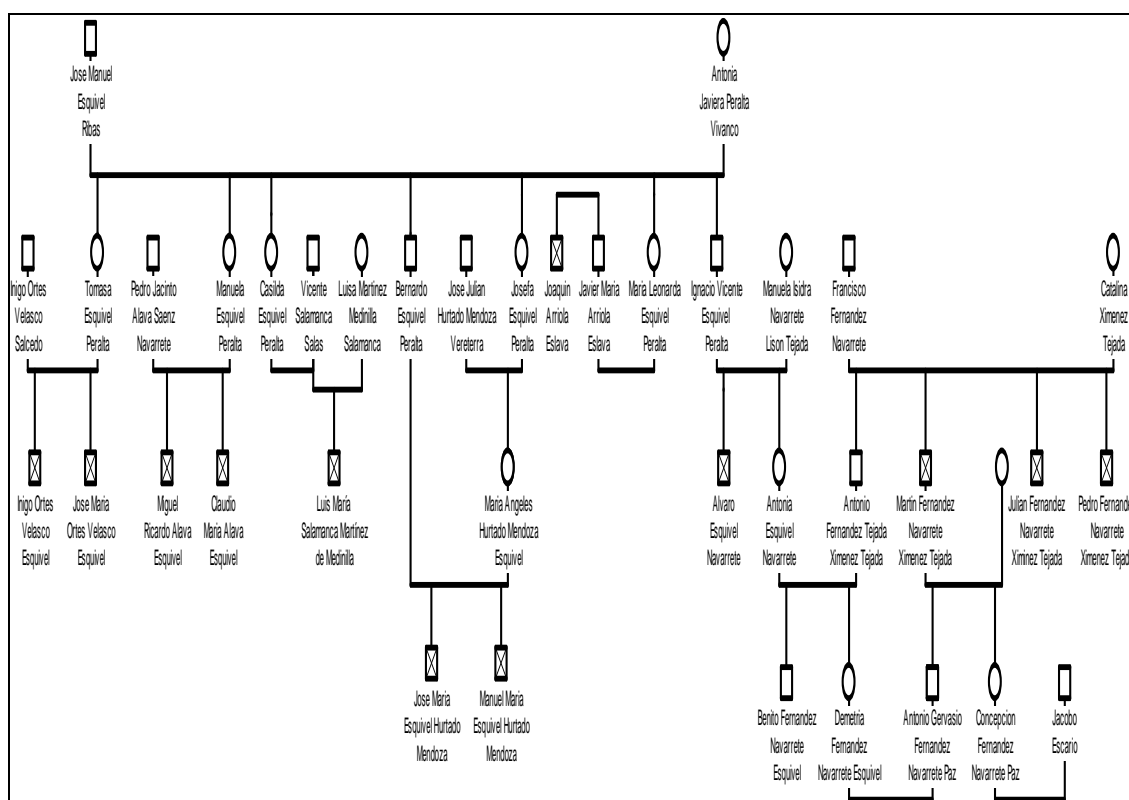 Jose Manuel
Esquivel
Ribas
Antonia
Javiera Peralta
Vivanco
Inigo Ortes
Velasco
Salcedo
Tomasa
Esquivel
Peralta
Pedro Jacinto
Alava Saenz
Navarrete
Manuela
Esquivel
Peralta
Casilda
Esquivel
Peralta
Vicente
Salamanca
Salas
Luisa Martinez
Medinilla
Salamanca
Bernardo
Esquivel
Peralta
Jose Julian
Hurtado Mendoza
Vereterra
Josefa
Esquivel
Peralta
Joaquin
Arriola
Eslava
Javier Maria
Arriola
Eslava
Maria Leonarda
Esquivel
Peralta
Ignacio Vicente
Esquivel
Peralta
Manuela Isidra
Navarrete
Lison Tejada
Francisco
Fernandez
Navarrete
Catalina
Ximenez
Tejada
Inigo Ortes
Velasco
Esquivel
Jose Maria
Ortes Velasco
Esquivel
Miguel
Ricardo Alava
Esquivel
Claudio
Maria Alava
Esquivel
Luis María
Salamanca Martínez
de Medinilla
Maria Angeles
Hurtado Mendoza
Esquivel
Alvaro
Esquivel
Navarrete
Antonia
Esquivel
Navarrete
Antonio
Fernandez Tejada
Ximenez Tejada
Martin Fernandez
Navarrete
Ximenez Tejada
Julian Fernandez
Navarrete
Ximinez Tejada
Pedro Fernande
Navarrete
Ximenez Tejada
Jose Maria
Esquivel Hurtado
Mendoza
Manuel Maria
Esquivel Hurtado
Mendoza
Benito Fernandez
Navarrete
Esquivel
Demetria
Fernandez
Navarrete Esquivel
Antonio Gervasio
Fernandez
Navarrete Paz
Concepcion
Fernandez
Navarrete Paz
Jacobo
Escario